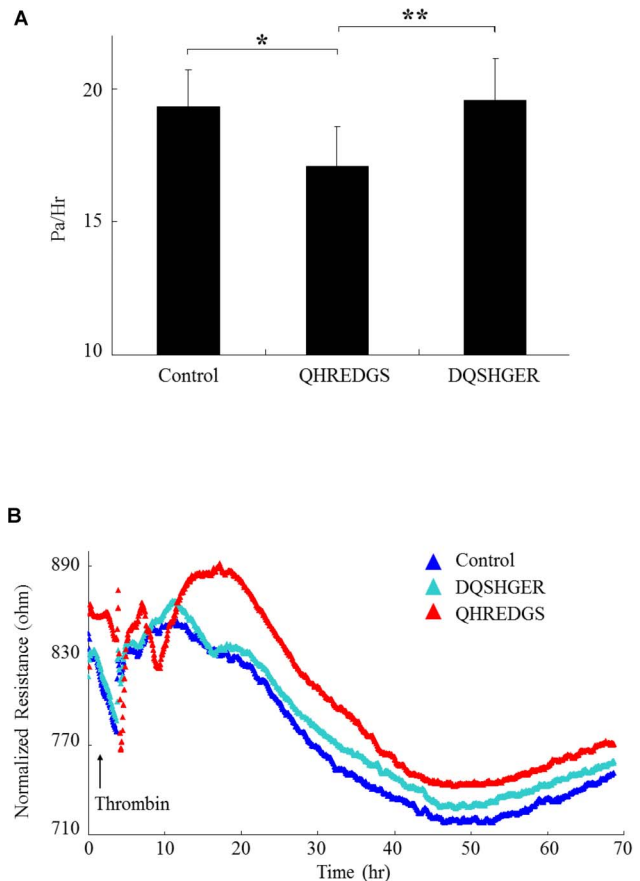 A
*
**
20
15
10
Pa/Hr
Control
QHREDGS
DQSHGER
B
890
830
770
710
Normalized Resistance (ohm)
Control
DQSHGER
QHREDGS
Thrombin
0
10
20
30
40
50
60
70
Time (hr)